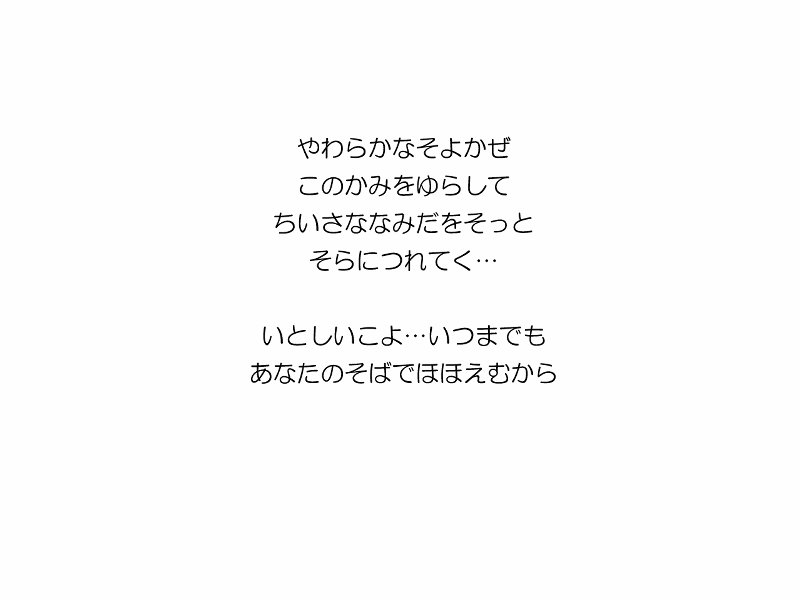 やわらかなそよかぜ
このかみをゆらして
ちいさななみだをそっと
そらにつれてく…
いとしいこよ…いつまでも
あなたのそばでほほえむから